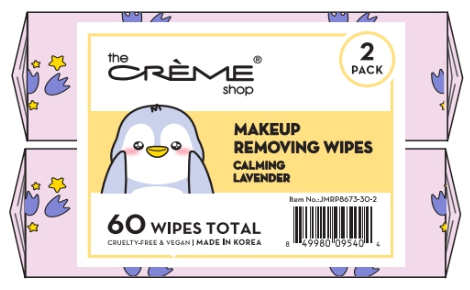 the
CRÈME®
shop
2
PACK
MAKEUP
REMOVING WIPES
CALMING
LAVENDER
Item No.:JMRP8673-30-2
60 WIPES TOTAL
CRUELTY-FREE & VEGAN | MADE IN KOREA
8 49980 09540 4